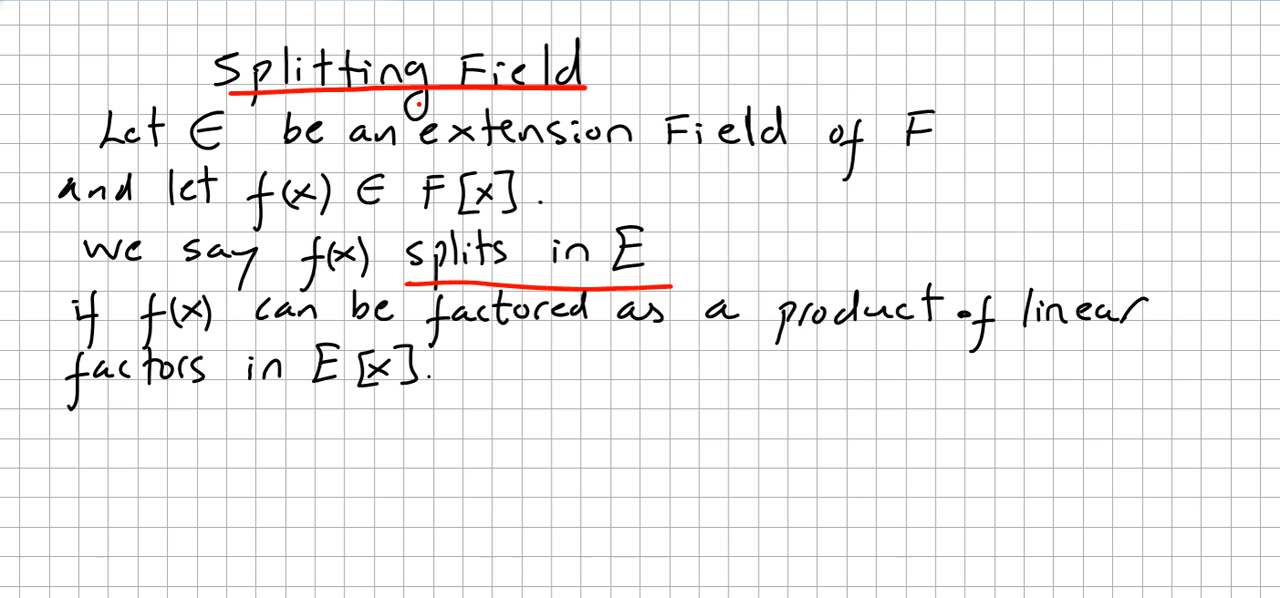 Splitting Field
Let E be an extension Field of F
and let f(x) ∈ F[x].
we say f(x) splits in E
if f(x) can be factored as a product of linear
factors in E[x].